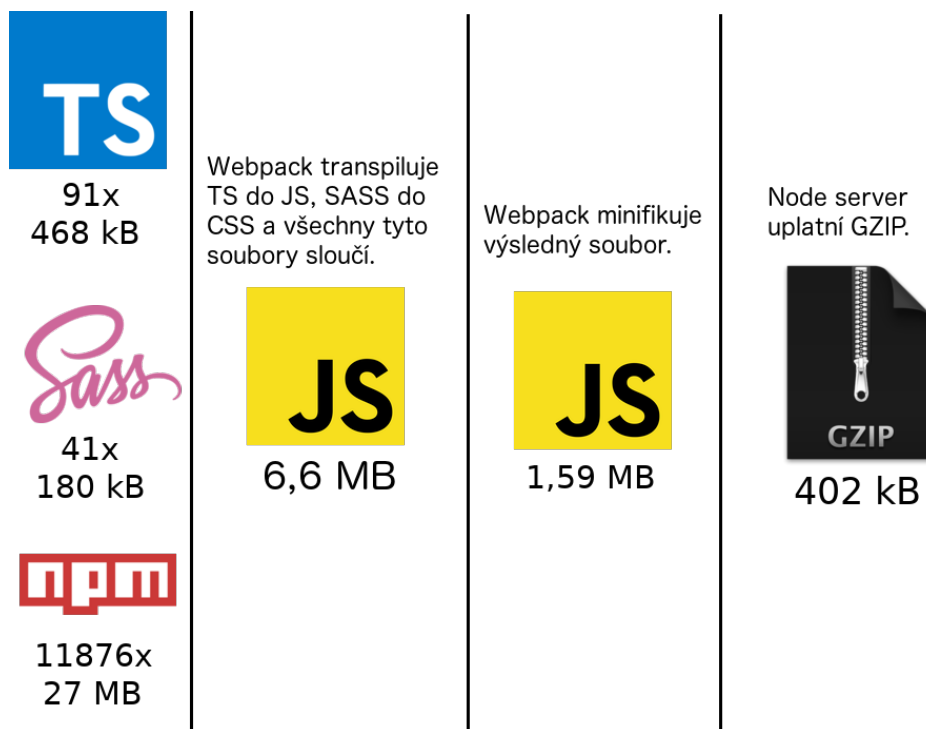 TS
91x
468 kB
Sass
41x
180 kB
npm
11876x
27 MB
Webpack transpiluje
TS do JS, SASS do
CSS a všechny tyto
soubory sloučí.
JS
6,6 MB
Webpack minifikuje
výsledný soubor.
JS
1,59 MB
Node server
uplatní GZIP.
GZIP
402 kB